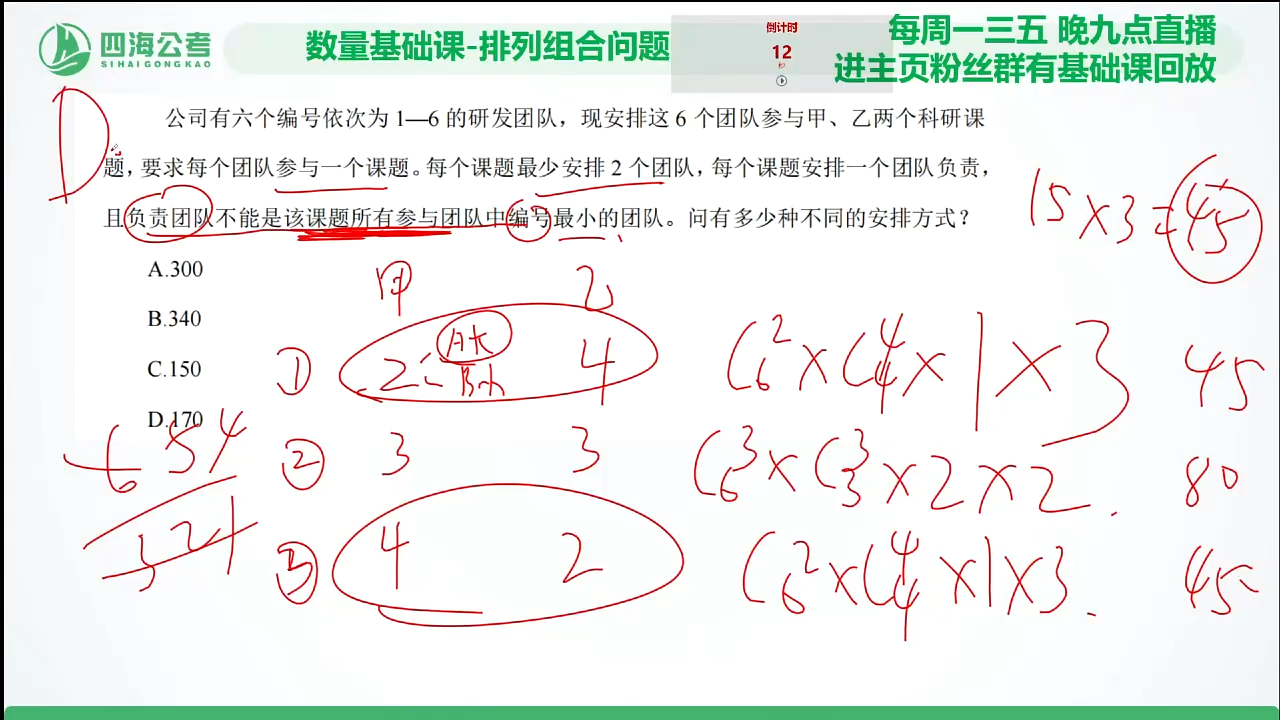 四海公考
SIHAIGONGKAO
数量基础课-排列组合问题
倒计时
12
秒
每周一三五 晚九点直播
进主页粉丝群有基础课回放
D
公司有六个编号依次为 1—6 的研发团队，现安排这 6 个团队参与甲、乙两个科研课
题，要求每个团队参与一个课题。每个课题最少安排 2 个团队，每个课题安排一个团队负责，
且负责团队不能是该课题所有参与团队中编号最小的团队。问有多少种不同的安排方式？
15×3=45
A.300
B.340
C.150
D.170
甲 乙
① 2 4 C₆²×C₄⁴×1×3 45
② 3 3 C₆³×C₃³×2×2. 80
③ 4 2 C₆²×C₄⁴×1×3. 45
6 5 4
3 2 1